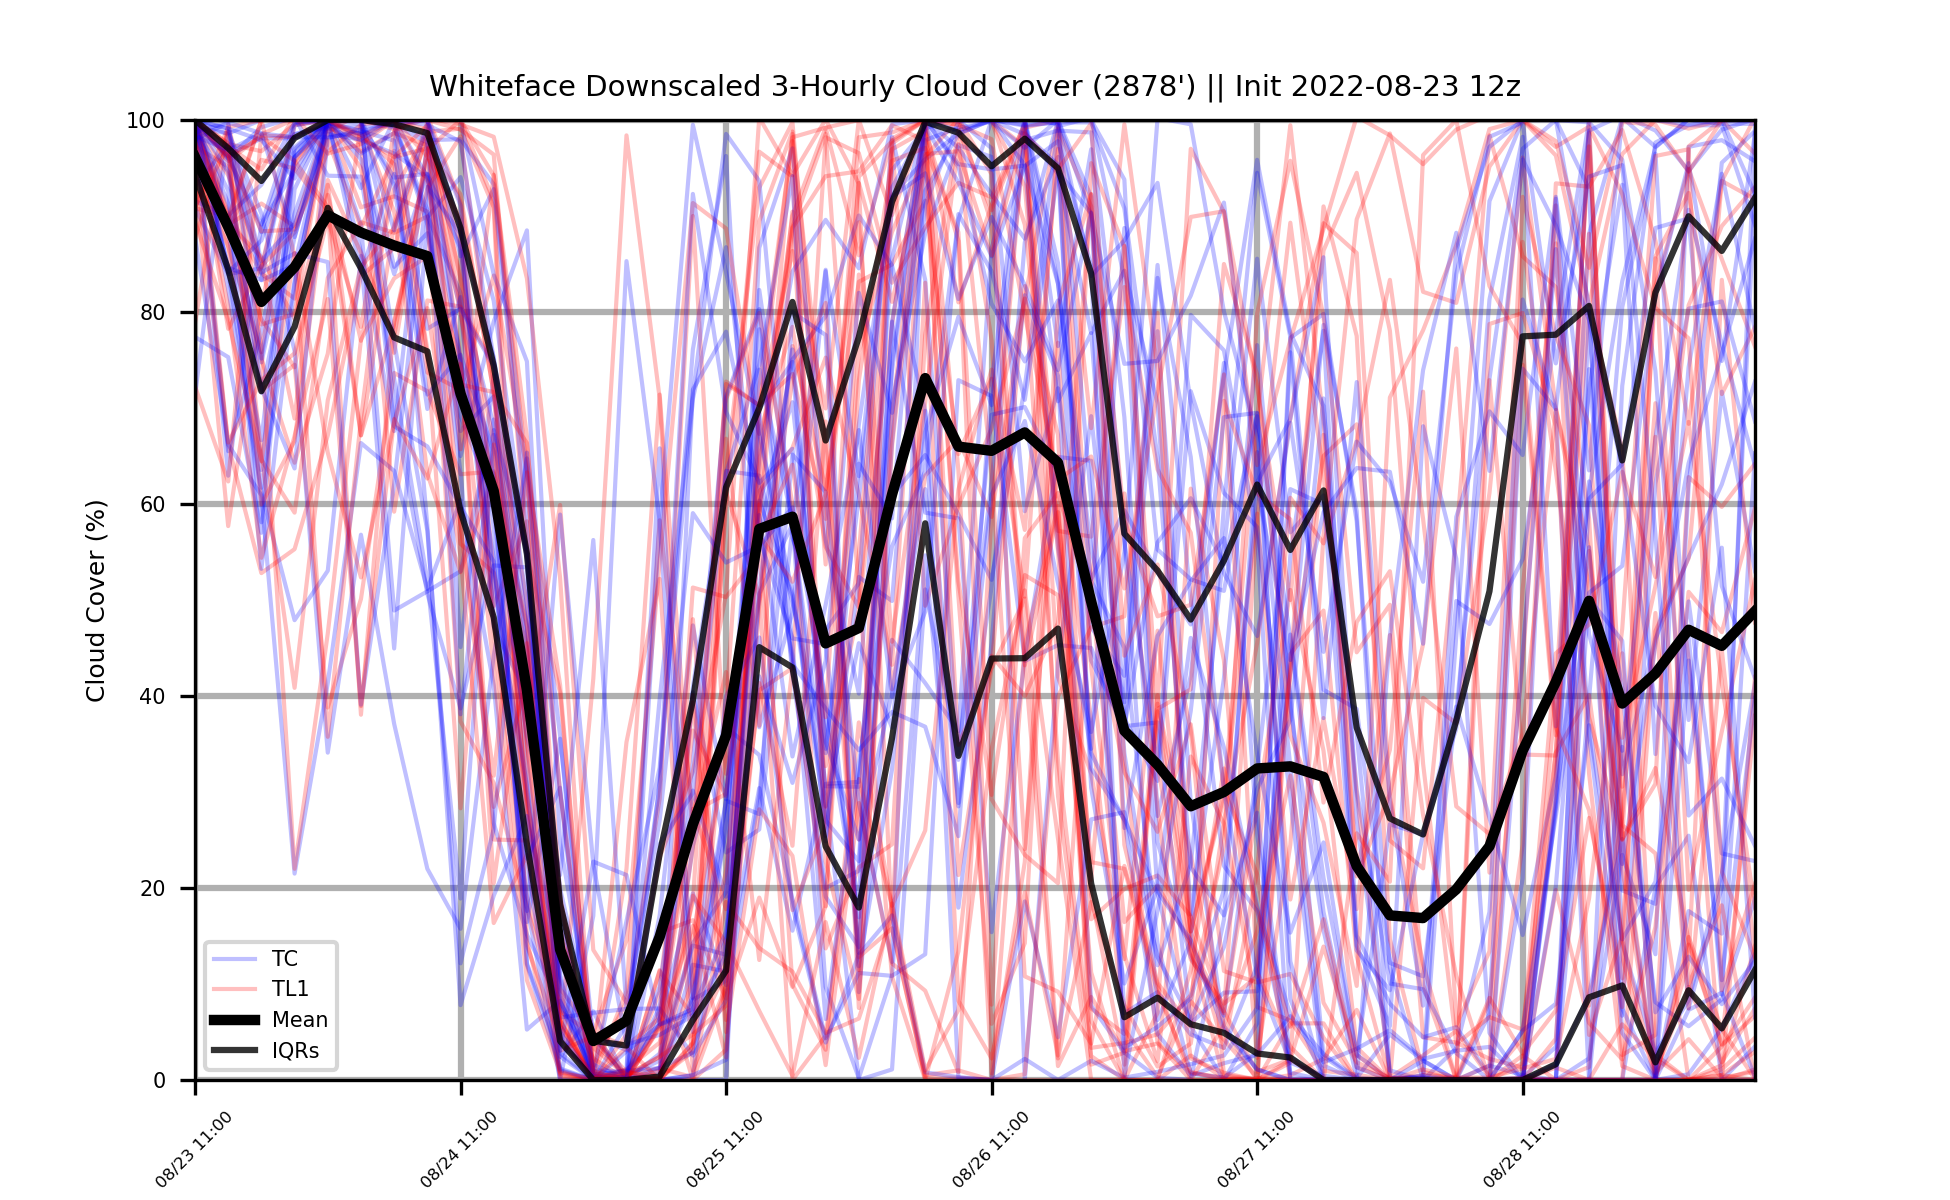 Whiteface Downscaled 3-Hourly Cloud Cover (2878') || Init 2022-08-23 12z
Cloud Cover (%)
100
80
60
40
20
0
TC
TL1
Mean
IQRs
08/23 11:00
08/24 11:00
08/25 11:00
08/26 11:00
08/27 11:00
08/28 11:00